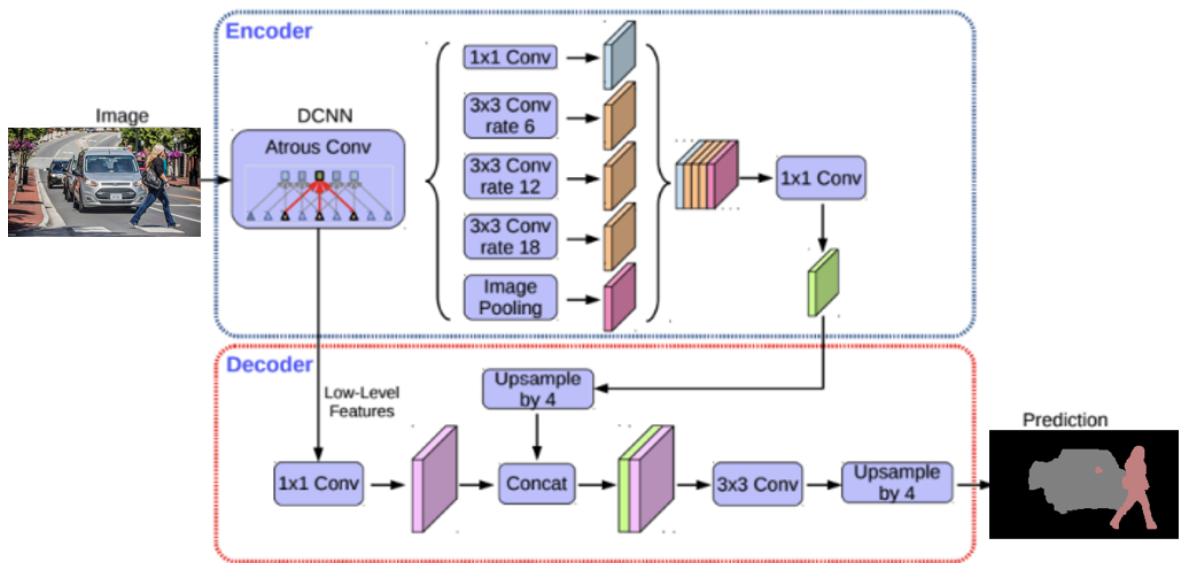 Encoder
Image
DCNN
Atrous Conv
1x1 Conv
3x3 Conv
rate 6
3x3 Conv
rate 12
3x3 Conv
rate 18
Image
Pooling
1x1 Conv
Decoder
Low-Level
Features
Upsample
by 4
1x1 Conv
Concat
3x3 Conv
Upsample
by 4
Prediction